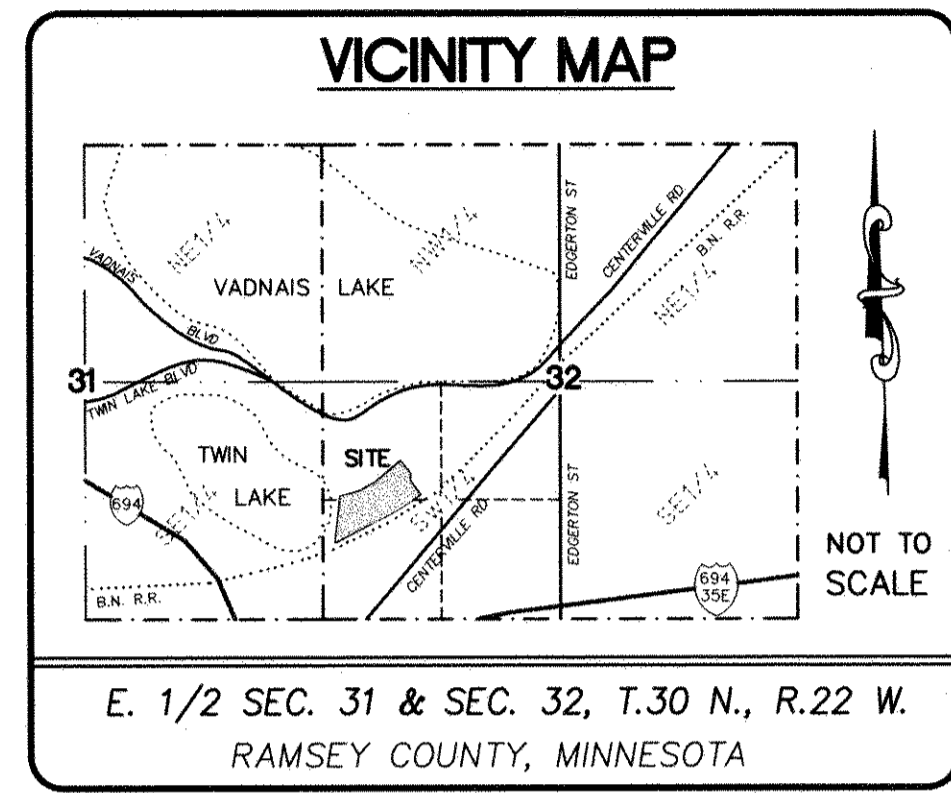 VICINITY MAP
NE1/4
NW1/4
EDGERTON ST
CENTERVILLE RD
B.N. R.R.
NE1/4
VADNAIS
BLVD
VADNAIS LAKE
31
32
TWIN LAKE BLVD
TWIN
LAKE
SITE
694
SE1/4
SW1/4
CENTERVILLE RD
EDGERTON ST
SE1/4
B.N. R.R.
694
35E
NOT TO
SCALE
E. 1/2 SEC. 31 & SEC. 32, T.30 N., R.22 W.
RAMSEY COUNTY, MINNESOTA